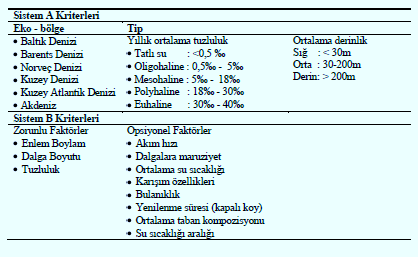 Sistem A Kriterleri
Eko - bölge Tip
• Baltık Denizi Yıllık ortalama tuzluluk Ortalama derinlik
• Barents Denizi • Tatlı su : <0,5 ‰ Sığ : < 30m
• Norveç Denizi • Oligohaline : 0,5‰ - 5‰ Orta : 30-200m
• Kuzey Denizi • Mesohaline : 5‰ - 18‰ Derin: > 200m
• Kuzey Atlantik Denizi • Polyhaline : 18‰ - 30‰
• Akdeniz • Euhaline : 30‰ - 40‰
Sistem B Kriterleri
Zorunlu Faktörler Opsiyonel Faktörler
• Enlem Boylam • Akım hızı
• Dalga Boyutu • Dalgalara maruziyet
• Tuzluluk • Ortalama su sıcaklığı
• Karışım özellikleri
• Bulanıklık
• Yenilenme süresi (kapalı koy)
• Ortalama taban kompozisyonu
• Su sıcaklığı aralığı